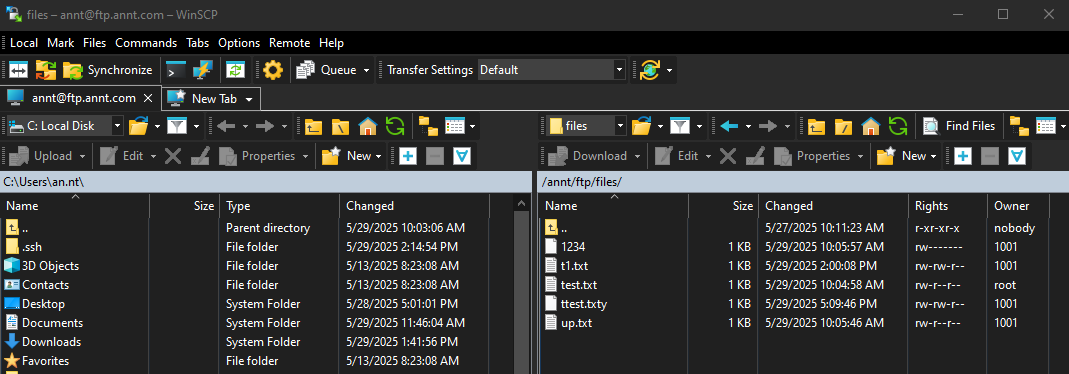 files – annt@ftp.annt.com – WinSCP
Local Mark Files Commands Tabs Options Remote Help
Synchronize Queue Transfer Settings Default
annt@ftp.annt.com New Tab
C: Local Disk
Upload Edit Properties New
C:\Users\an.nt\
Name Size Type Changed
.. Parent directory 5/29/2025 10:03:06 AM
.ssh File folder 5/29/2025 2:14:54 PM
3D Objects File folder 5/13/2025 8:23:08 AM
Contacts File folder 5/13/2025 8:23:08 AM
Desktop System Folder 5/28/2025 5:01:01 PM
Documents System Folder 5/29/2025 11:46:04 AM
Downloads System Folder 5/29/2025 1:41:56 PM
Favorites File folder 5/13/2025 8:23:08 AM
files Find Files
Download Edit Properties New
/annt/ftp/files/
Name Size Changed Rights Owner
.. 5/27/2025 10:11:23 AM r-xr-xr-x nobody
1234 1 KB 5/29/2025 10:05:57 AM rw------- 1001
t1.txt 1 KB 5/29/2025 2:00:08 PM rw-rw-r-- 1001
test.txt 1 KB 5/29/2025 10:04:58 AM rw-r--r-- root
ttest.txty 1 KB 5/29/2025 5:09:46 PM rw-rw-r-- 1001
up.txt 1 KB 5/29/2025 10:05:46 AM rw-r--r-- 1001